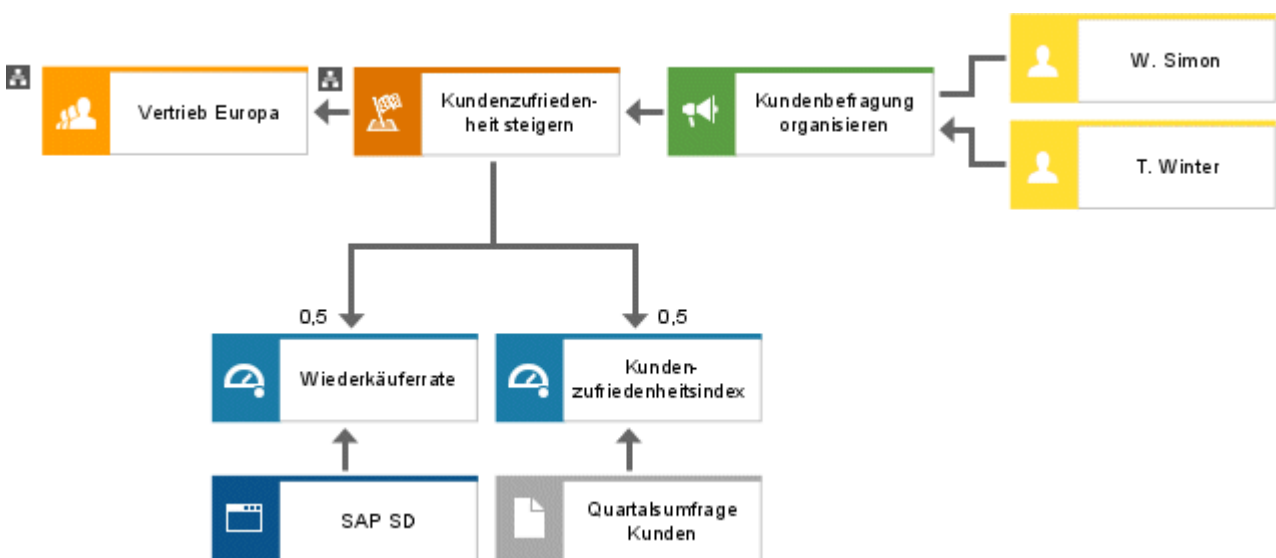 W. Simon
Vertrieb Europa
Kundenzufrieden-
heit steigern
Kundenbefragung
organisieren
T. Winter
0,5
0,5
Wiederkäuferrate
Kunden-
zufriedenheitsindex
SAP SD
Quartalsumfrage
Kunden